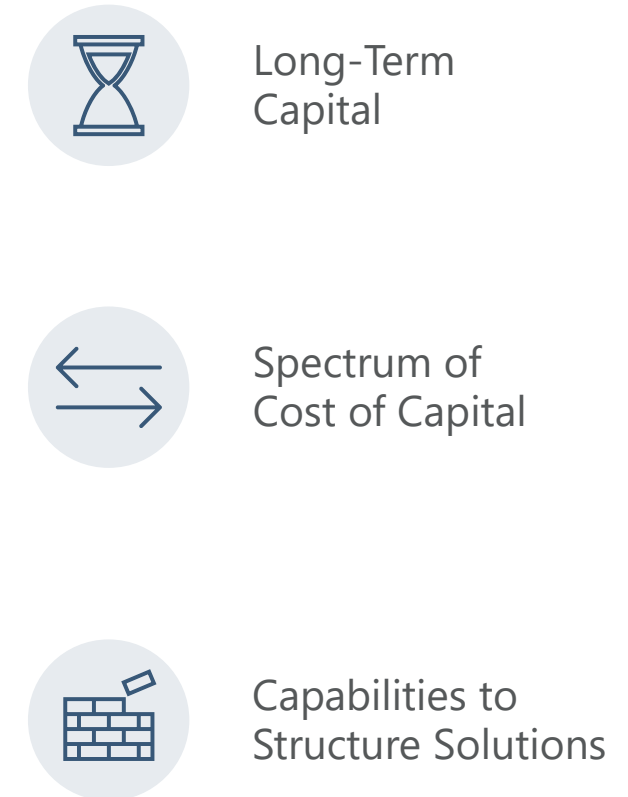 Long-Term
Capital
Spectrum of
Cost of Capital
Capabilities to
Structure Solutions